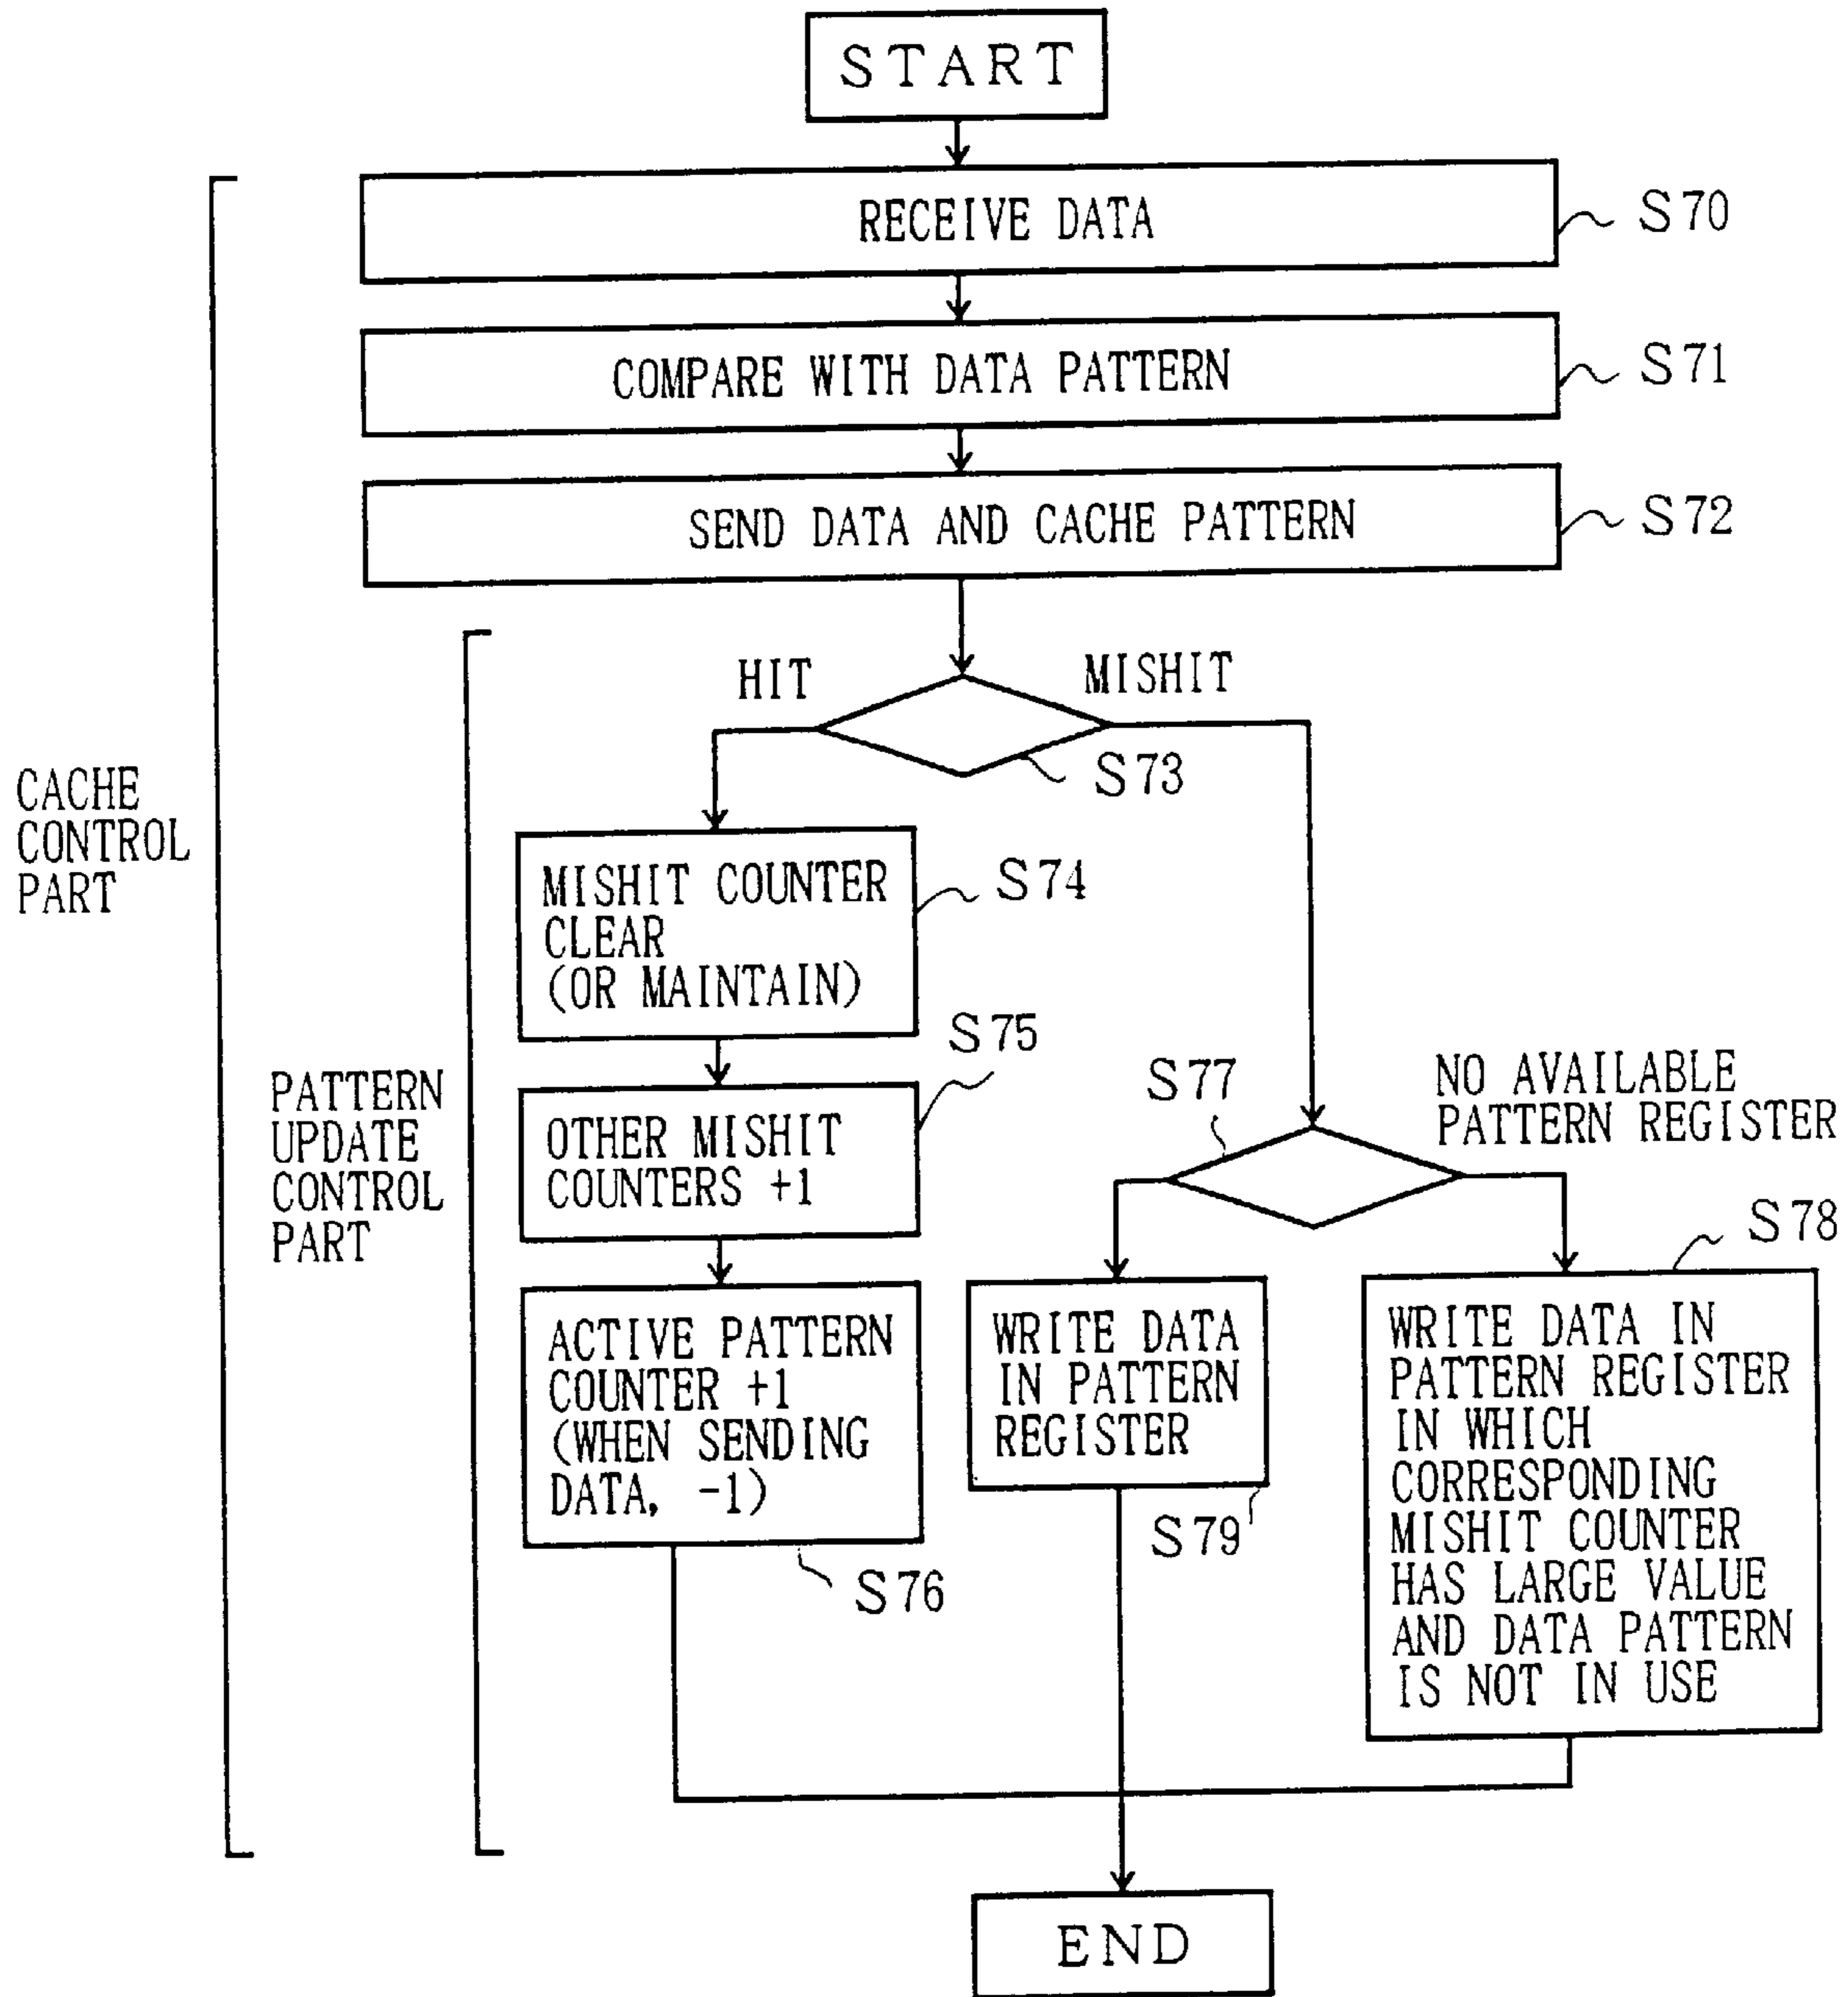 START
RECEIVE DATA
S70
COMPARE WITH DATA PATTERN
S71
SEND DATA AND CACHE PATTERN
S72
HIT
MISHIT
S73
CACHE
CONTROL
PART
MISHIT COUNTER
CLEAR
(OR MAINTAIN)
S74
S75
PATTERN
UPDATE
CONTROL
PART
OTHER MISHIT
COUNTERS +1
S77
NO AVAILABLE
PATTERN REGISTER
S78
ACTIVE PATTERN
COUNTER +1
(WHEN SENDING
DATA, -1)
S76
WRITE DATA
IN PATTERN
REGISTER
S79
WRITE DATA IN
PATTERN REGISTER
IN WHICH
CORRESPONDING
MISHIT COUNTER
HAS LARGE VALUE
AND DATA PATTERN
IS NOT IN USE
END